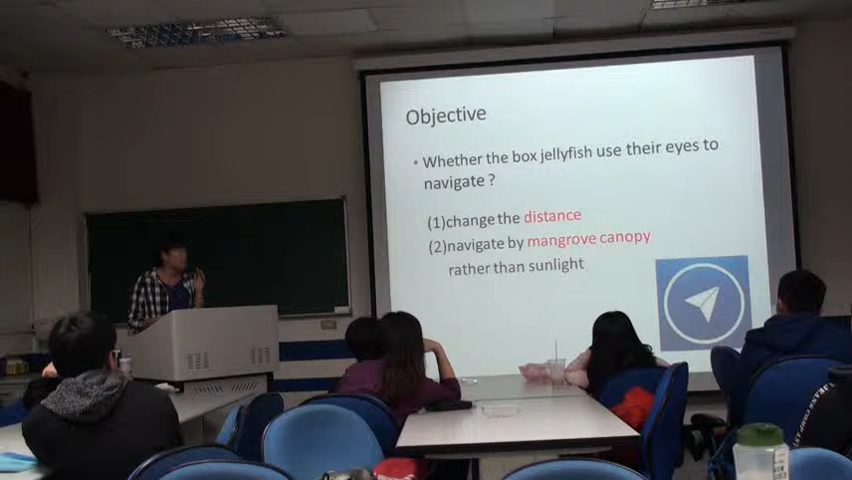 Objective
• Whether the box jellyfish use their eyes to
navigate ?
(1)change the distance
(2)navigate by mangrove canopy
rather than sunlight